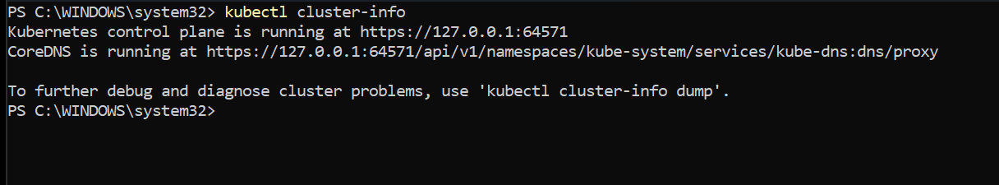 PS C:\WINDOWS\system32> kubectl cluster-info
Kubernetes control plane is running at https://127.0.0.1:64571
CoreDNS is running at https://127.0.0.1:64571/api/v1/namespaces/kube-system/services/kube-dns:dns/proxy
To further debug and diagnose cluster problems, use 'kubectl cluster-info dump'.
PS C:\WINDOWS\system32>